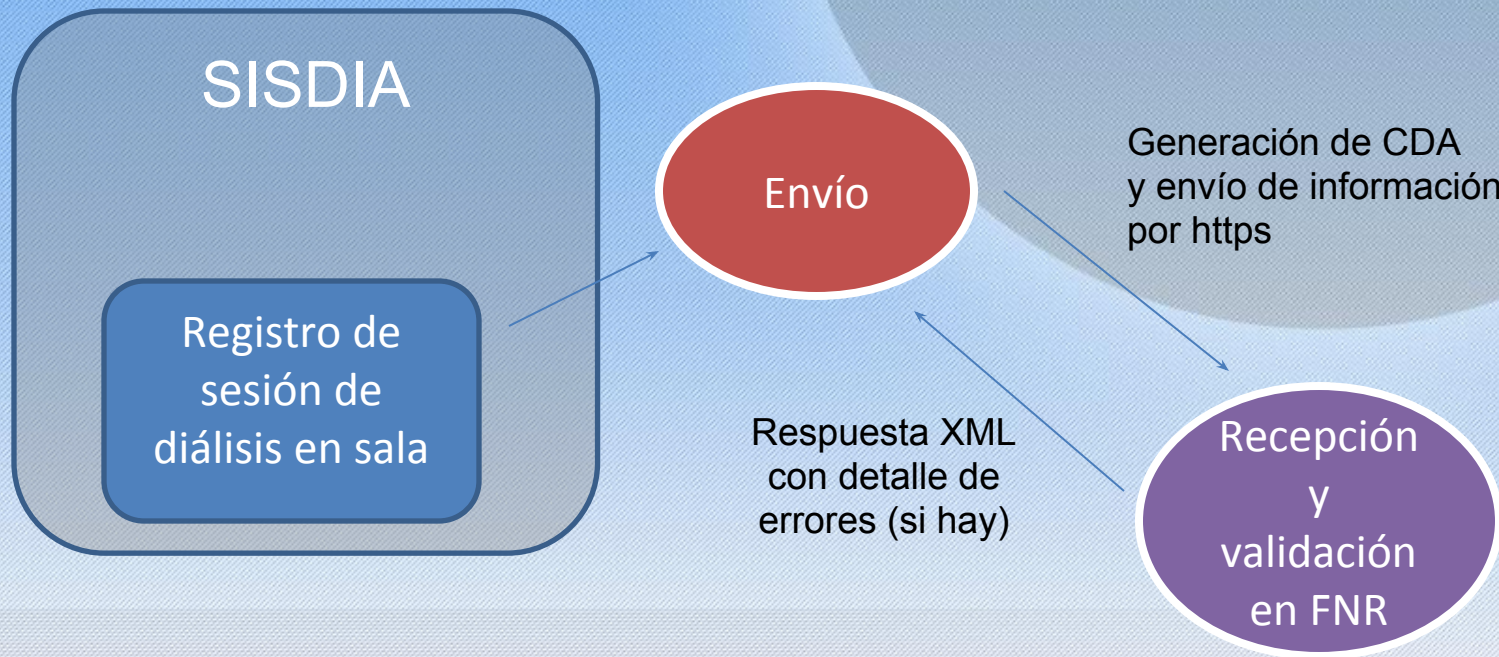 SISDIA
Registro de
sesión de
diálisis en sala
Envío
Generación de CDA
y envío de información
por https
Respuesta XML
con detalle de
errores (si hay)
Recepción
y
validación
en FNR